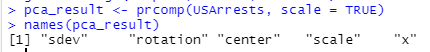 > pca_result <- prcomp(USArrests, scale = TRUE)
> names(pca_result)
[1] "sdev"     "rotation" "center"   "scale"    "x"